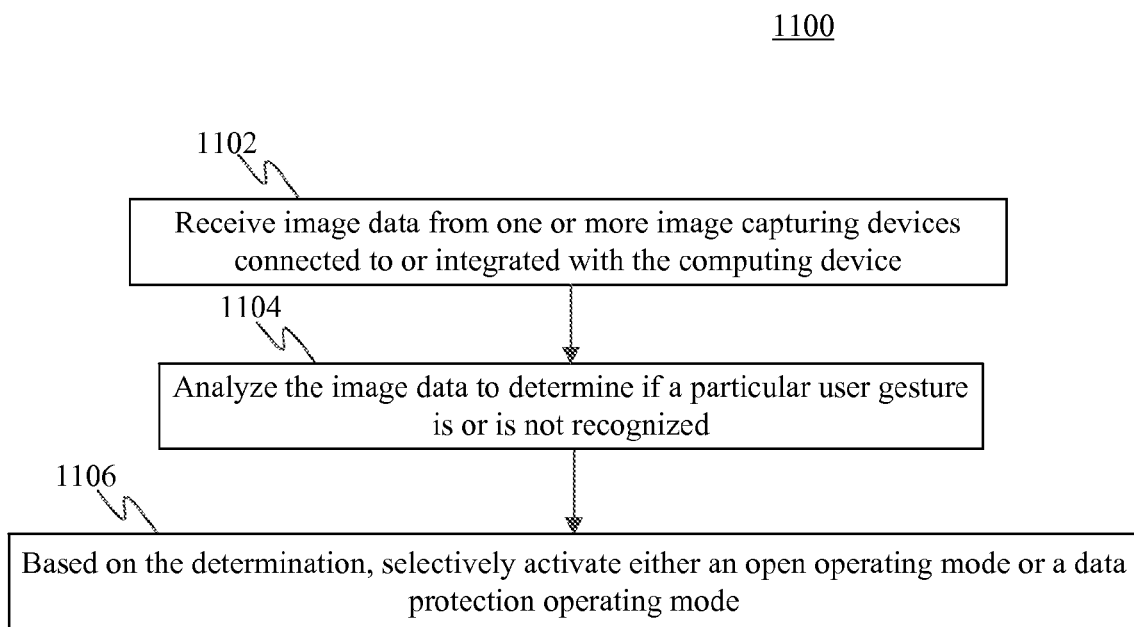 1100
1102
Receive image data from one or more image capturing devices
connected to or integrated with the computing device
1104
Analyze the image data to determine if a particular user gesture
is or is not recognized
1106
Based on the determination, selectively activate either an open operating mode or a data
protection operating mode